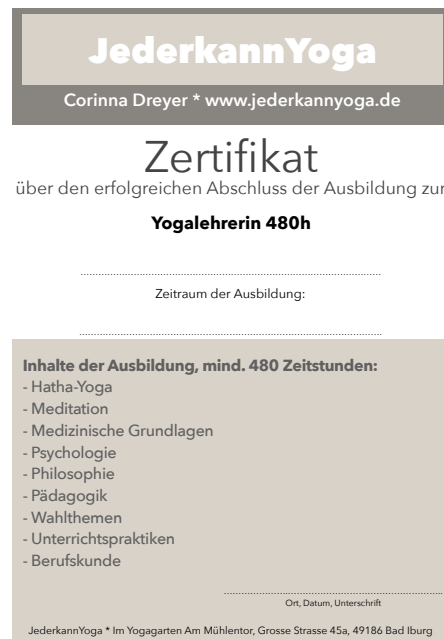 JederkannYoga
Corinna Dreyer * www.jederkannyoga.de
Zertifikat
über den erfolgreichen Abschluss der Ausbildung zur
Yogalehrerin 480h
Zeitraum der Ausbildung:
Inhalte der Ausbildung, mind. 480 Zeitstunden:
- Hatha-Yoga
- Meditation
- Medizinische Grundlagen
- Psychologie
- Philosophie
- Pädagogik
- Wahlthemen
- Unterrichtspraktiken
- Berufskunde
Ort, Datum, Unterschrift
JederkannYoga * Im Yogagarten Am Mühlentor, Grosse Strasse 45a, 49186 Bad Iburg